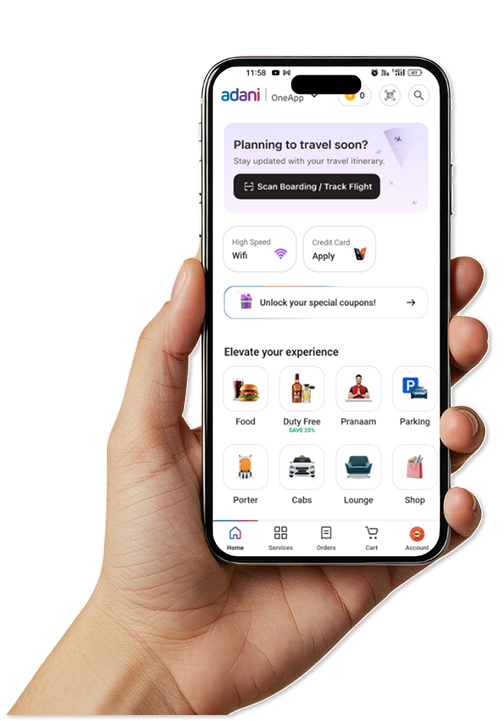 11:58
adani | OneApp
0
Planning to travel soon?
Stay updated with your travel itinerary.
Scan Boarding / Track Flight
High Speed
Wifi
Credit Card
Apply
Unlock your special coupons!
Elevate your experience
Food
Duty Free
SAVE 25%
Pranaam
P
Parking
Porter
Cabs
Lounge
Shop
Home
Services
Orders
Cart
Account